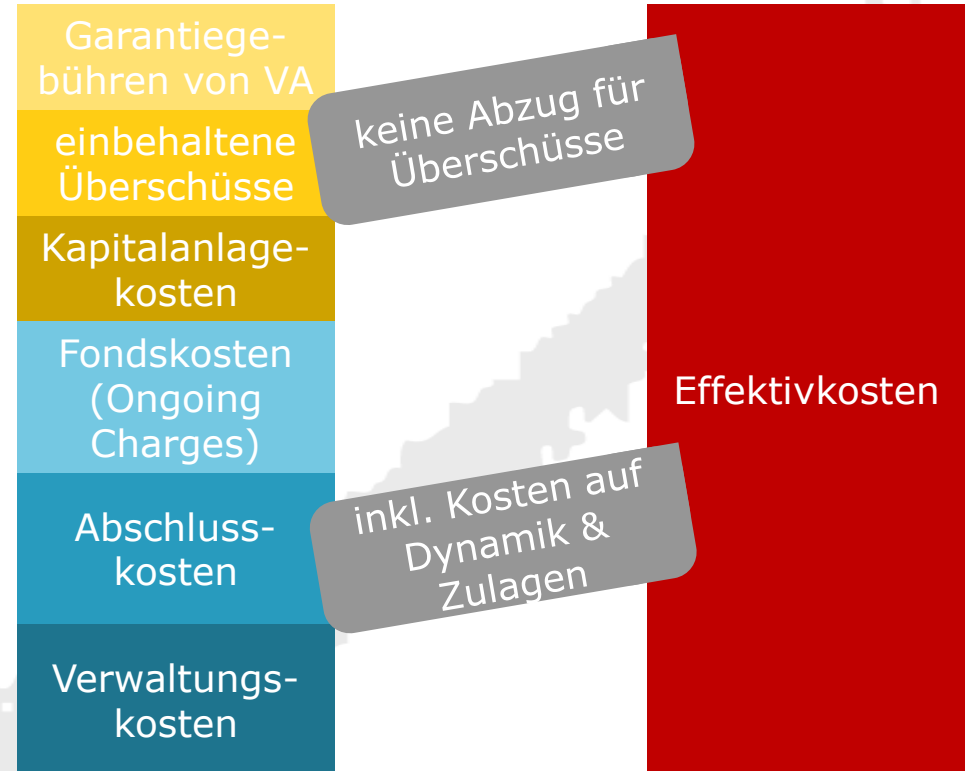 Garantiege-
bühren von VA
einbehaltene
Überschüsse
Kapitalanlage-
kosten
Fondskosten
(Ongoing
Charges)
Abschluss-
kosten
Verwaltungs-
kosten
keine Abzug für
Überschüsse
inkl. Kosten auf
Dynamik &
Zulagen
Effektivkosten